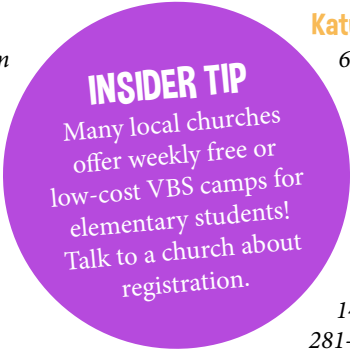 Kat
n
6
INSIDER TIP
Many local churches
offer weekly free or
low-cost VBS camps for
elementary students!
Talk to a church about
registration.
14
281-